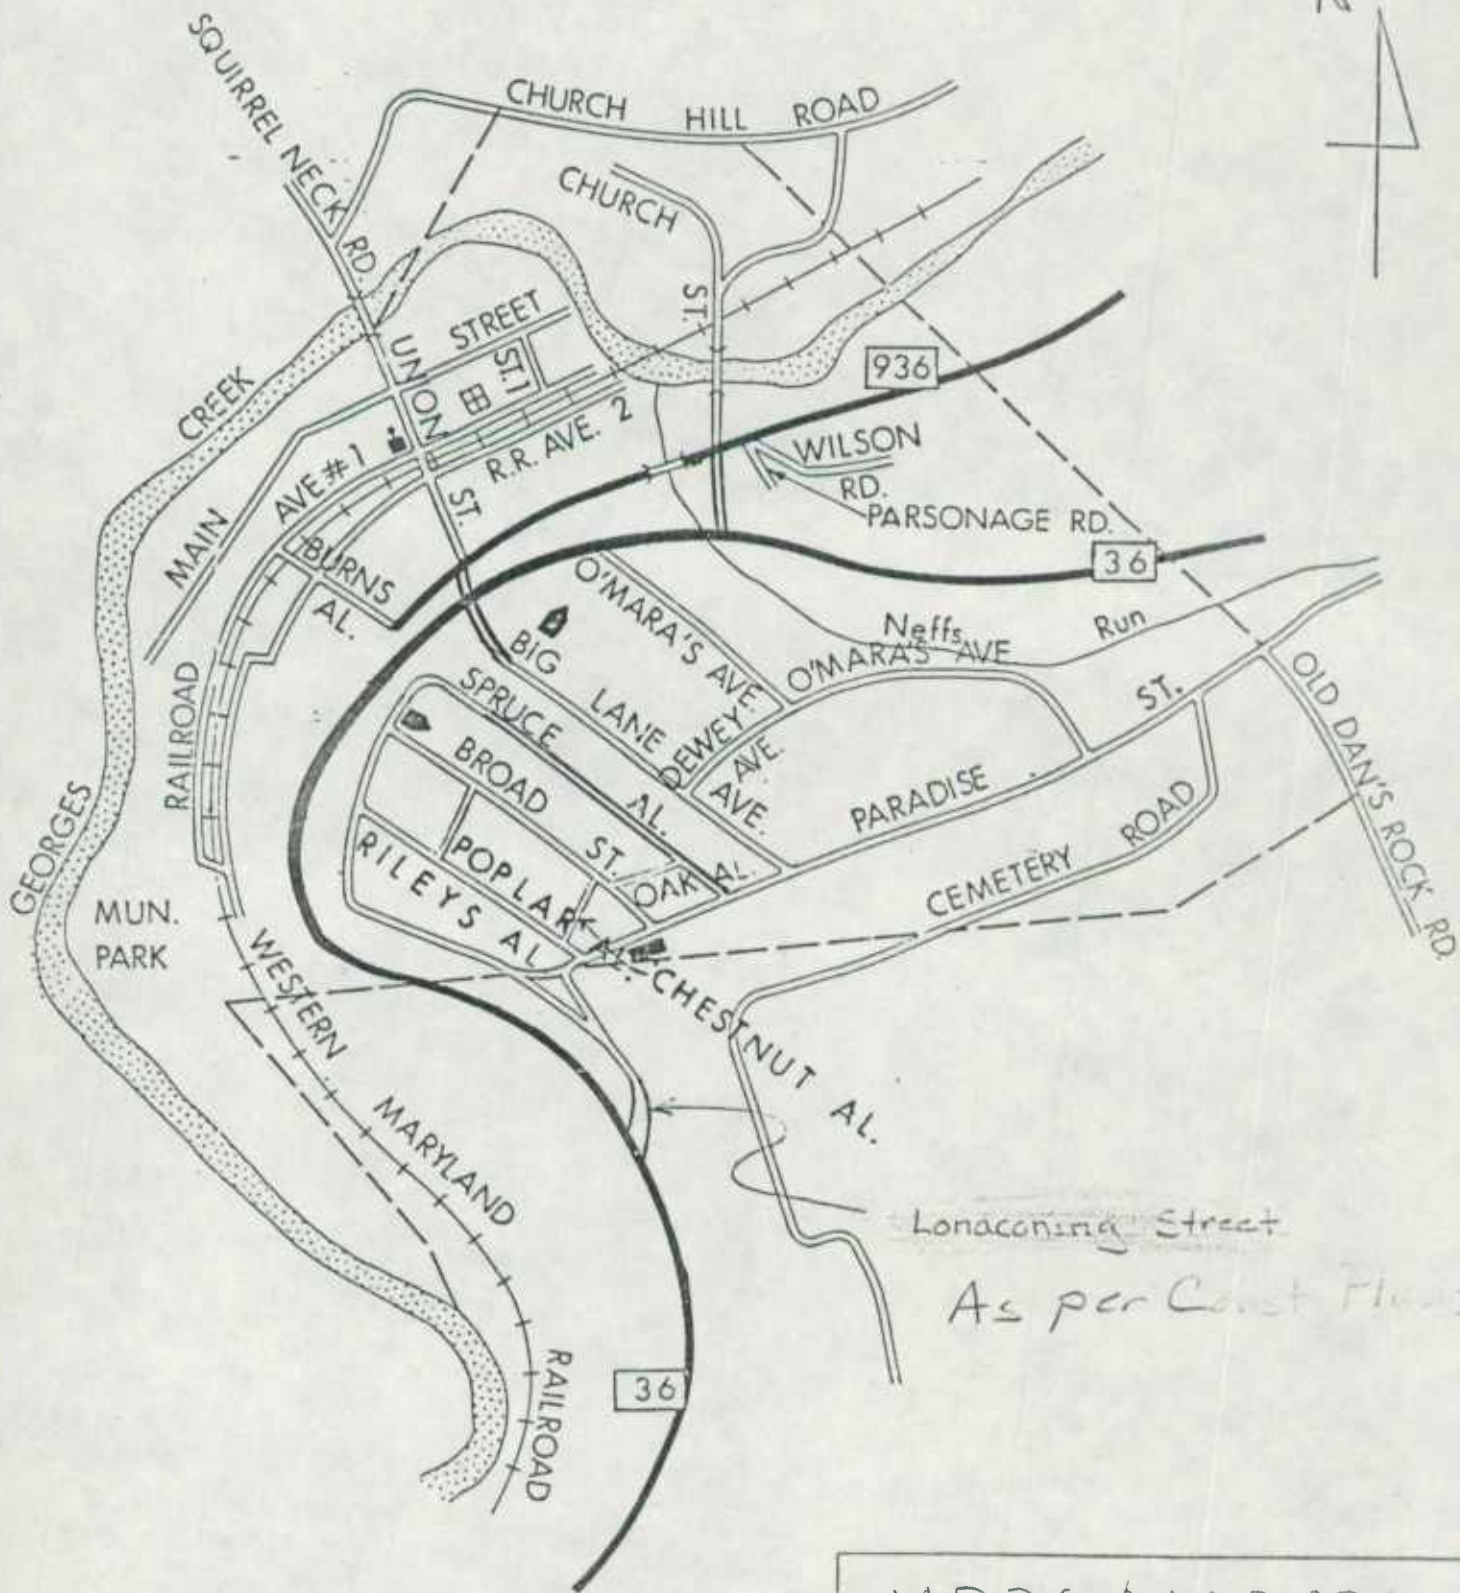 N
SQUIRREL NECK RD.
CHURCH HILL ROAD
CHURCH ST.
CREEK
STREET
ST. 1
UNION ST.
936
AVE #1
R.R. AVE. 2
MAIN
WILSON RD.
PARSONAGE RD.
36
BURNS AL.
O'MARA'S AVE.
Neffs Run
O'MARA'S AVE
BIG LANE
DEWEY AVE.
AVE.
ST.
OLD DAN'S ROCK RD.
SPRUCE AL.
BROAD ST.
RAILROAD
PARADISE
GEORGES
RILEYS AL
POPLAR AL.
OAK AL.
CEMETERY ROAD
MUN.
PARK
WESTERN
CHESTNUT AL.
MARYLAND
Lonaconing Street
As per
36
RAILROAD